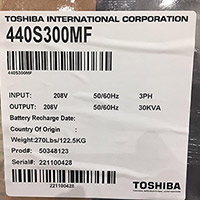 TOSHIBA INTERNATIONAL CORPORATION
440S300MF
440S300MF
INPUT: 208V 50/60HZ 3PH
OUTPUT: 208V 50/60HZ 30KVA
Battery Recharge Date:
Country Of Origin :
Weight:270Lbs/122.5KG
Prod#: 50348123
Serial#: 221100428
221100428
TOSHIBA